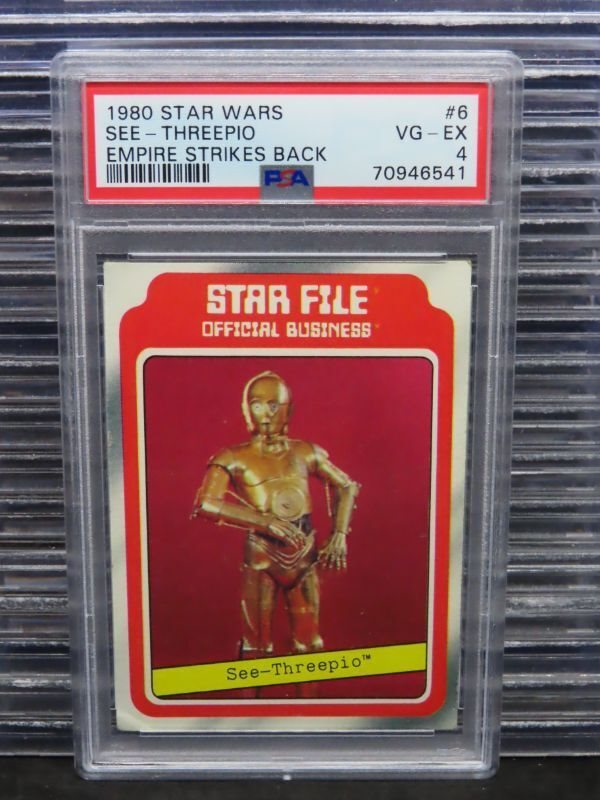 1980 STAR WARS #6
SEE-THREEPIO VG-EX
EMPIRE STRIKES BACK 4
PSA 70946541
STAR FILE
OFFICIAL BUSINESS
See-Threepio™